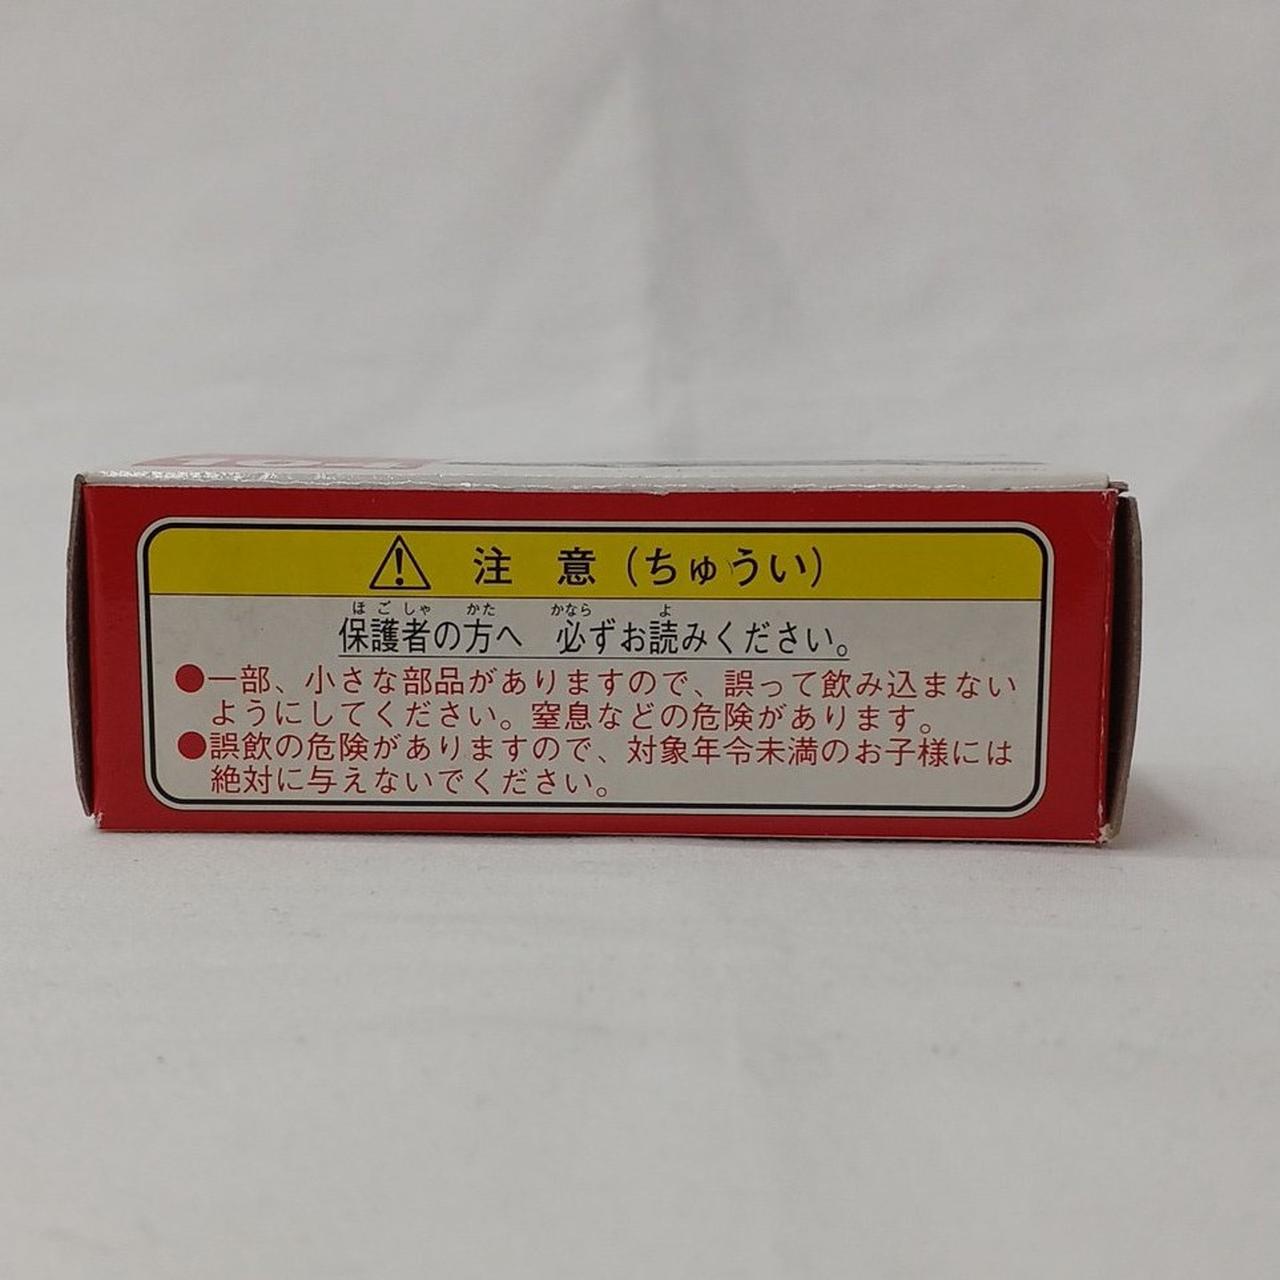 注 意（ちゅうい）
ほ ご しゃ かた かなら よ
保護者の方へ 必ずお読みください。
●一部、小さな部品がありますので、誤って飲み込まない
ようにしてください。窒息などの危険があります。
●誤飲の危険がありますので、対象年令未満のお子様には
絶対に与えないでください。